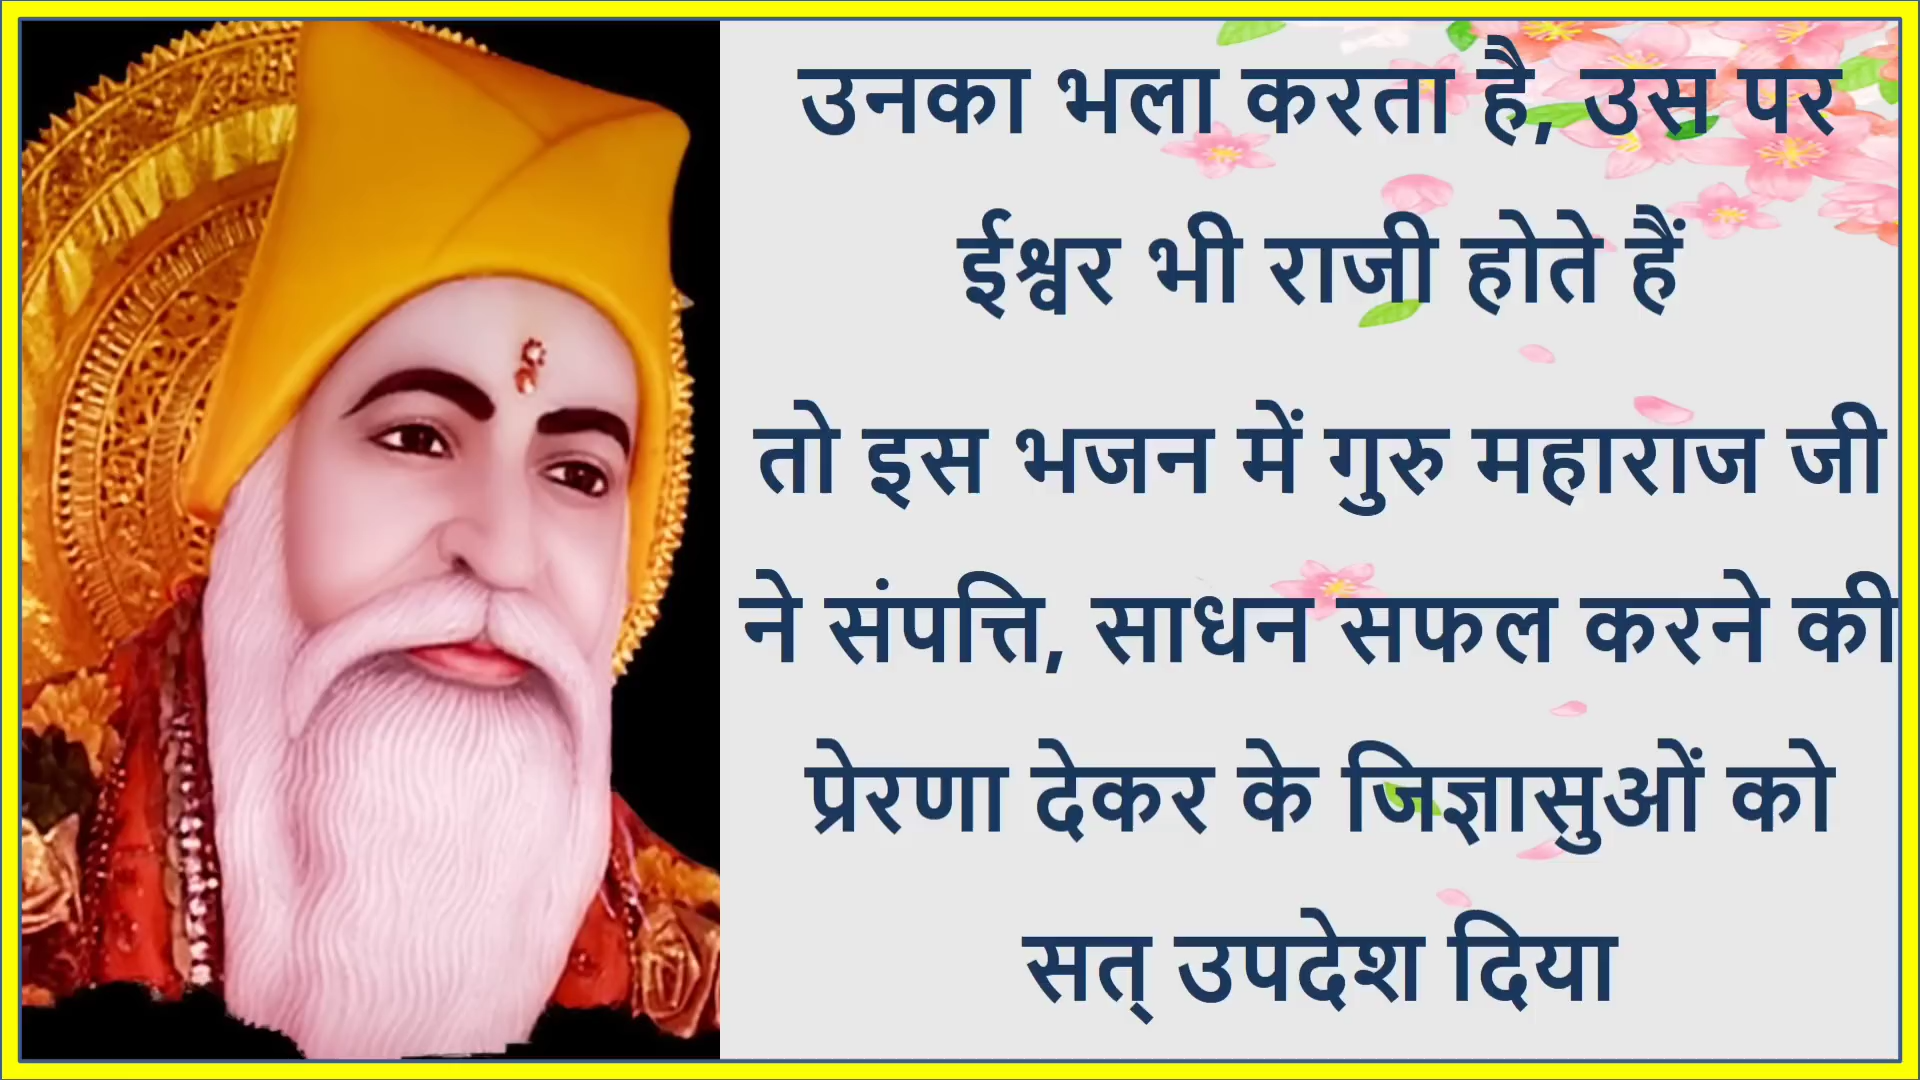 उनका भला करता है, उस पर
ईश्वर भी राजी होते हैं
तो इस भजन में गुरु महाराज जी
ने संपत्ति, साधन सफल करने की
प्रेरणा देकर के जिज्ञासुओं को
सत् उपदेश दिया